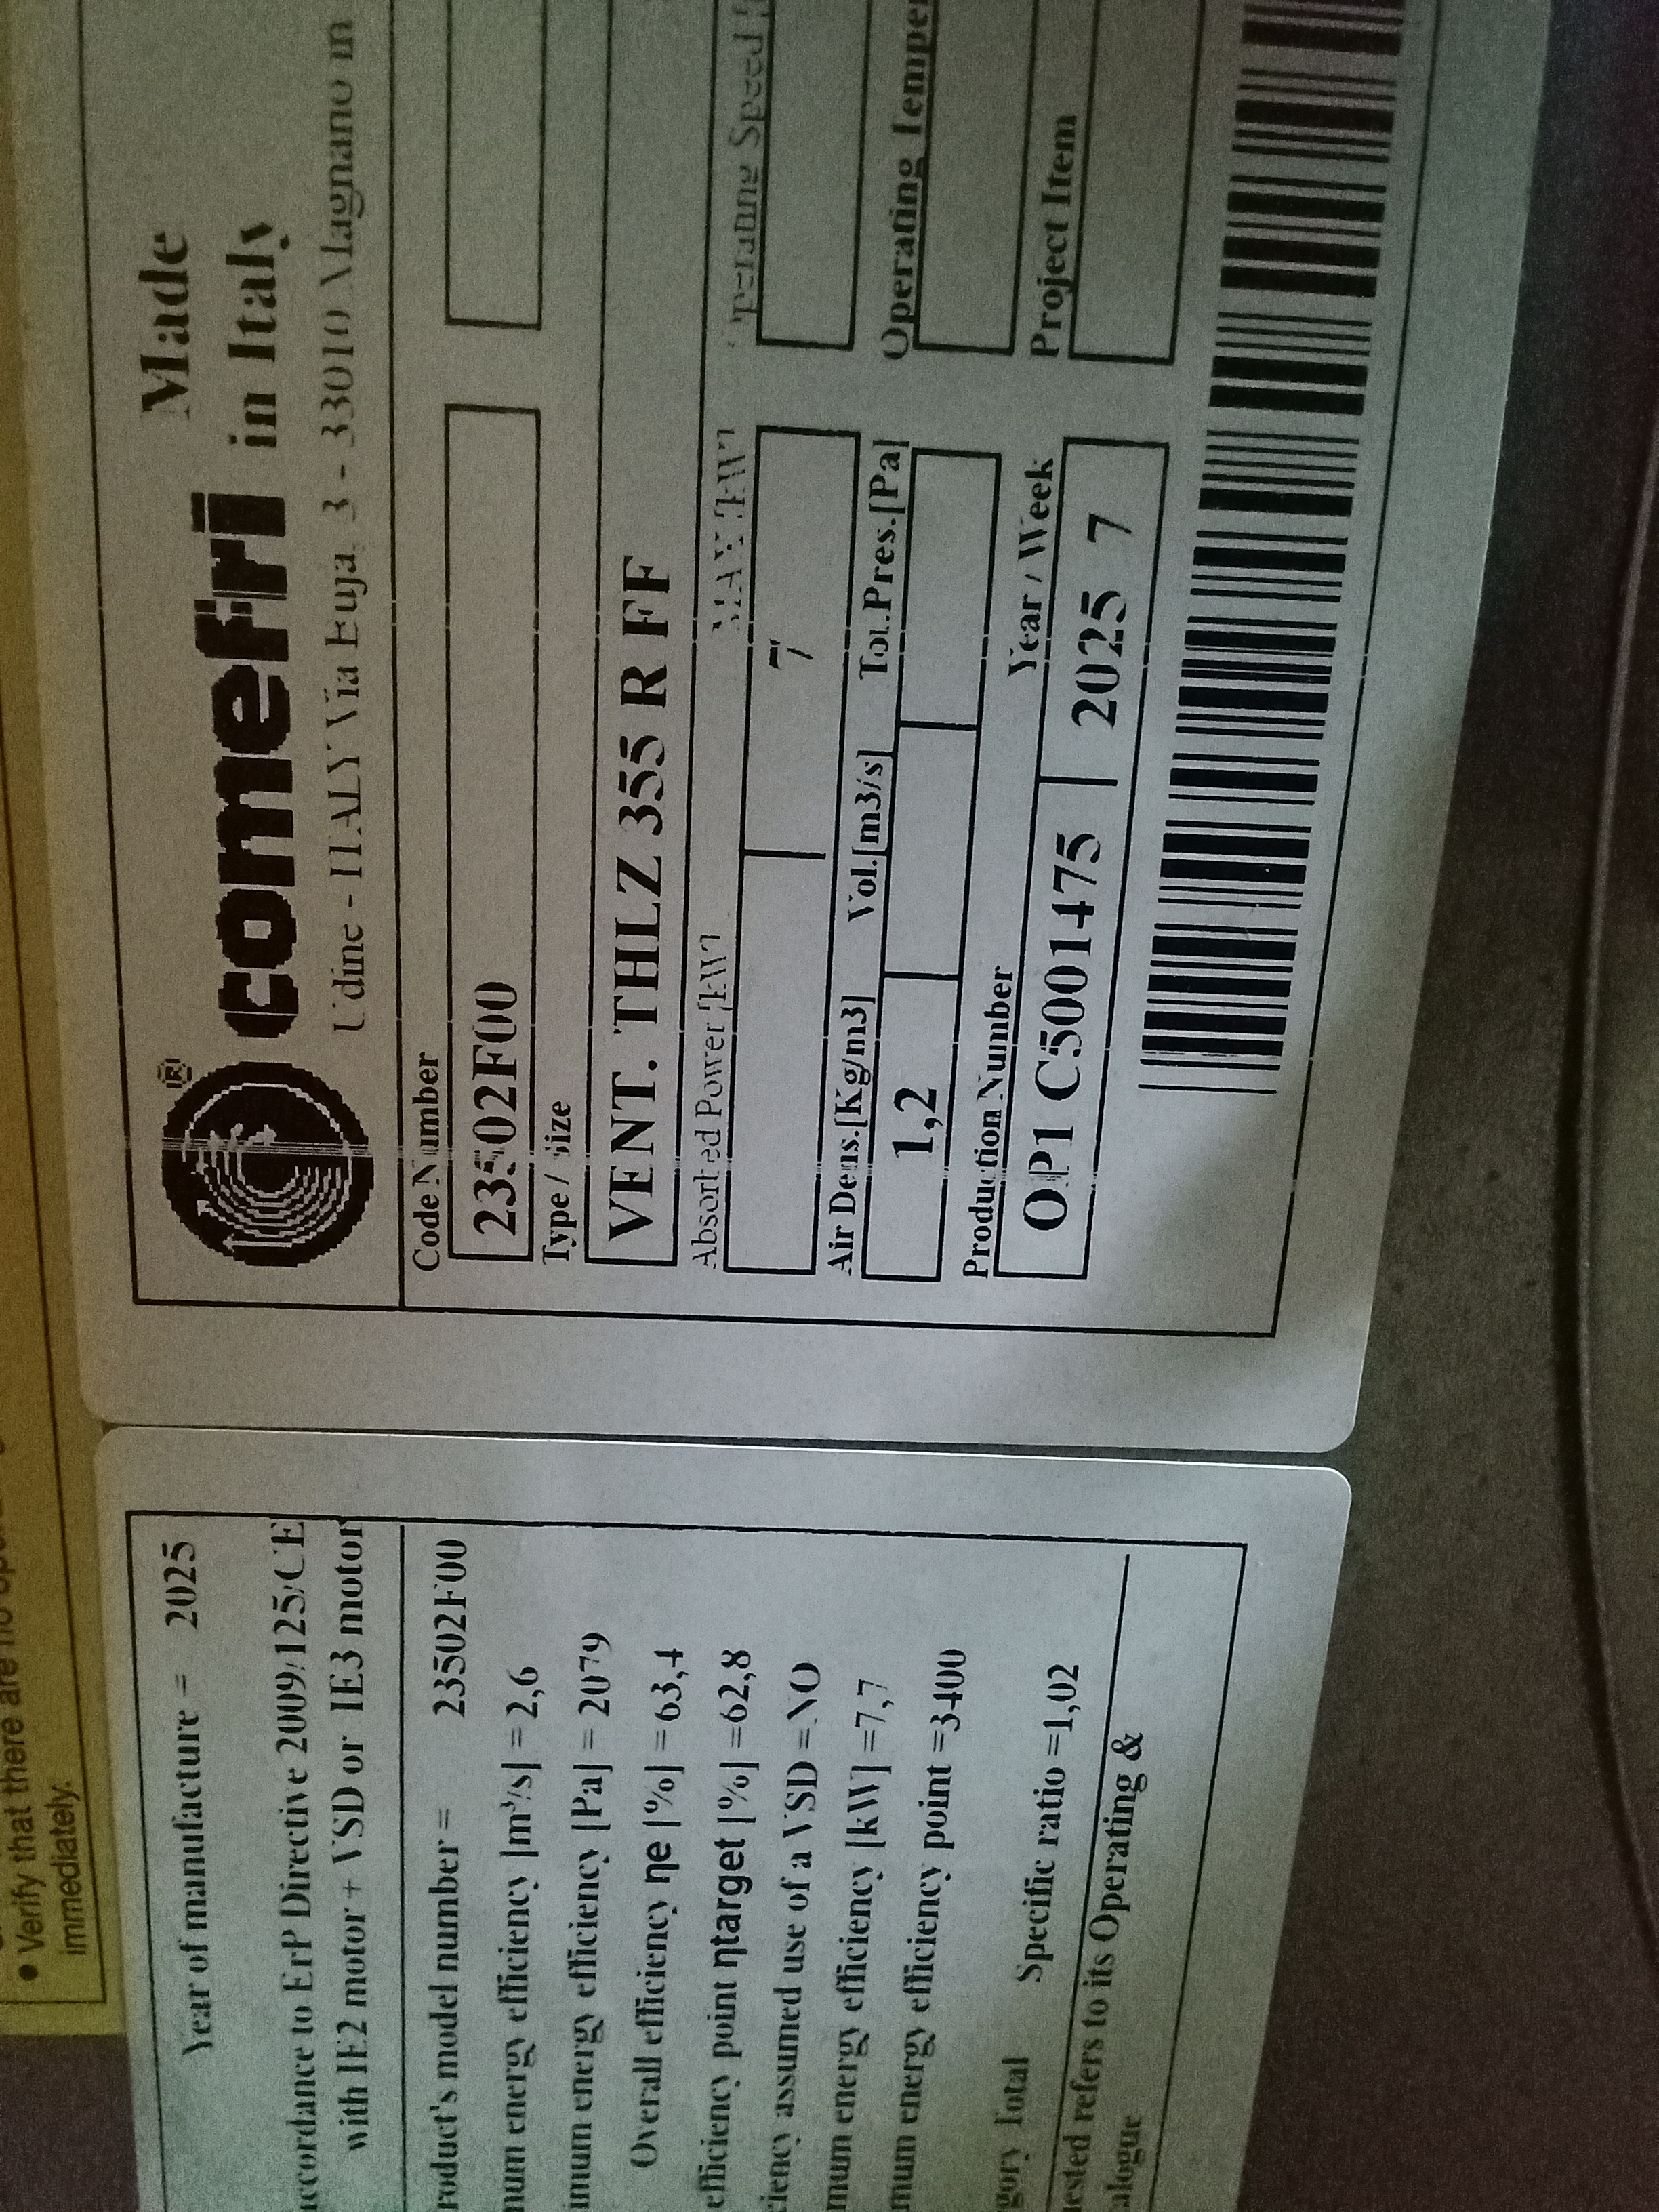 Verify that there are no
immediately.
Year of manufacture = 2025
accordance to ErP Directive 2009/125/CE
with IE2 motor + VSD or IE3 motor
product's model number = 23502F00
mum energy efficiency [m³/s] = 2,6
imum energy efficiency [Pa] = 2079
Overall efficiency ηe [%] = 63,4
efficiency point ηtarget [%] =62,8
ciency assumed use of a VSD =NO
mum energy efficiency [kW] =7,7
mum energy efficiency point =3400
gory Total Specific ratio =1,02
tested refers to its Operating &
alogue
® comefri Made
in Italy
Udine - ITALY Via Buja, 3 - 33010 Magnano in
Code Number
23502F00
Type / Size
VENT. THLZ 355 R FF
Absorbed Power [kW] MAX [kW] Operating Speed
7
Air Dens.[Kg/m3] Vol.[m3/s] Tot.Pres.[Pa] Operating Temper
1,2
Production Number Year / Week Project Item
OP1 C5001475 2025 7